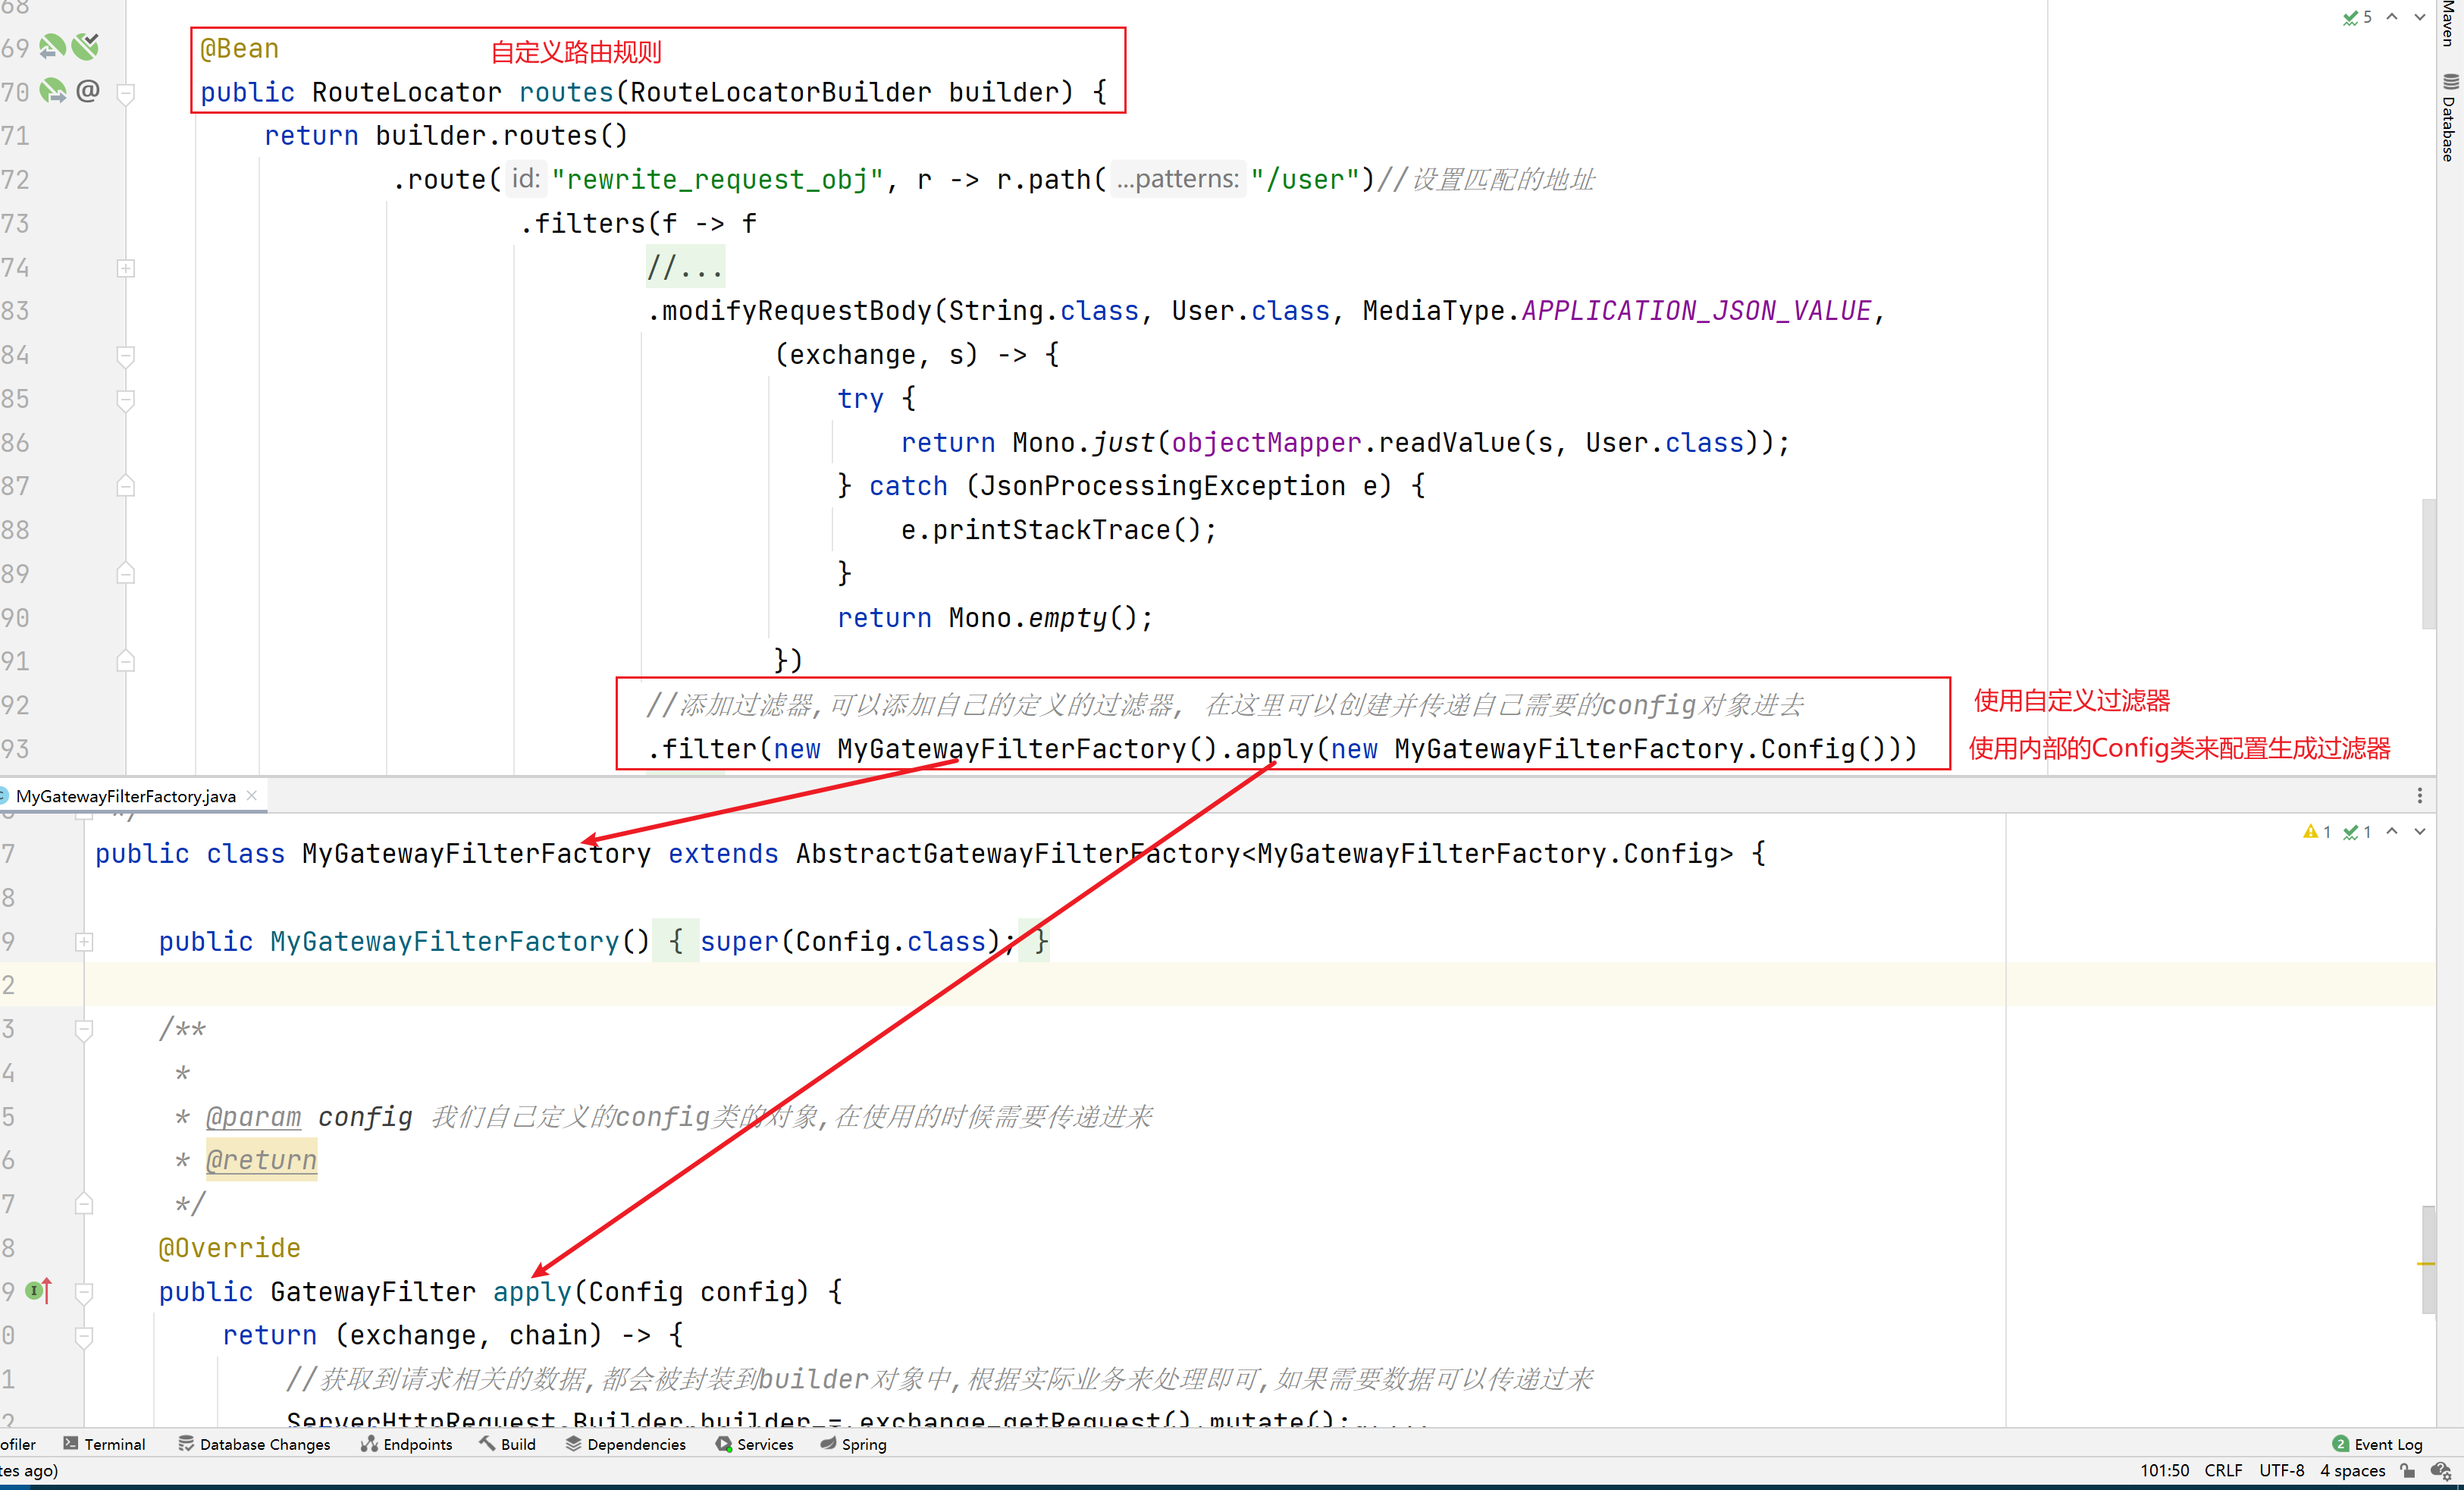 68
5
Maven
Database
69 @Bean 自定义路由规则
70 @ public RouteLocator routes(RouteLocatorBuilder builder) {
71 return builder.routes()
72 .route( id: "rewrite_request_obj", r -> r.path( ...patterns: "/user")//设置匹配的地址
73 .filters(f -> f
74 //...
83 .modifyRequestBody(String.class, User.class, MediaType.APPLICATION_JSON_VALUE,
84 (exchange, s) -> {
85 try {
86 return Mono.just(objectMapper.readValue(s, User.class));
87 } catch (JsonProcessingException e) {
88 e.printStackTrace();
89 }
90 return Mono.empty();
91 })
92 //添加过滤器,可以添加自己的定义的过滤器, 在这里可以创建并传递自己需要的config对象进去 使用自定义过滤器
93 .filter(new MyGatewayFilterFactory().apply(new MyGatewayFilterFactory.Config())) 使用内部的Config类来配置生成过滤器
MyGatewayFilterFactory.java
*/
1 1
7 public class MyGatewayFilterFactory extends AbstractGatewayFilterFactory<MyGatewayFilterFactory.Config> {
8
9 public MyGatewayFilterFactory() { super(Config.class); }
2
3 /**
4 *
5 * @param config 我们自己定义的config类的对象,在使用的时候需要传递进来
6 * @return
7 */
8 @Override
9 public GatewayFilter apply(Config config) {
0 return (exchange, chain) -> {
1 //获取到请求相关的数据,都会被封装到builder对象中,根据实际业务来处理即可,如果需要数据可以传递过来
2 ServerHttpRequest.Builder builder = exchange.getRequest().mutate();
ofiler Terminal Database Changes Endpoints Build Dependencies Services Spring 2 Event Log
tes ago) 101:50 CRLF UTF-8 4 spaces